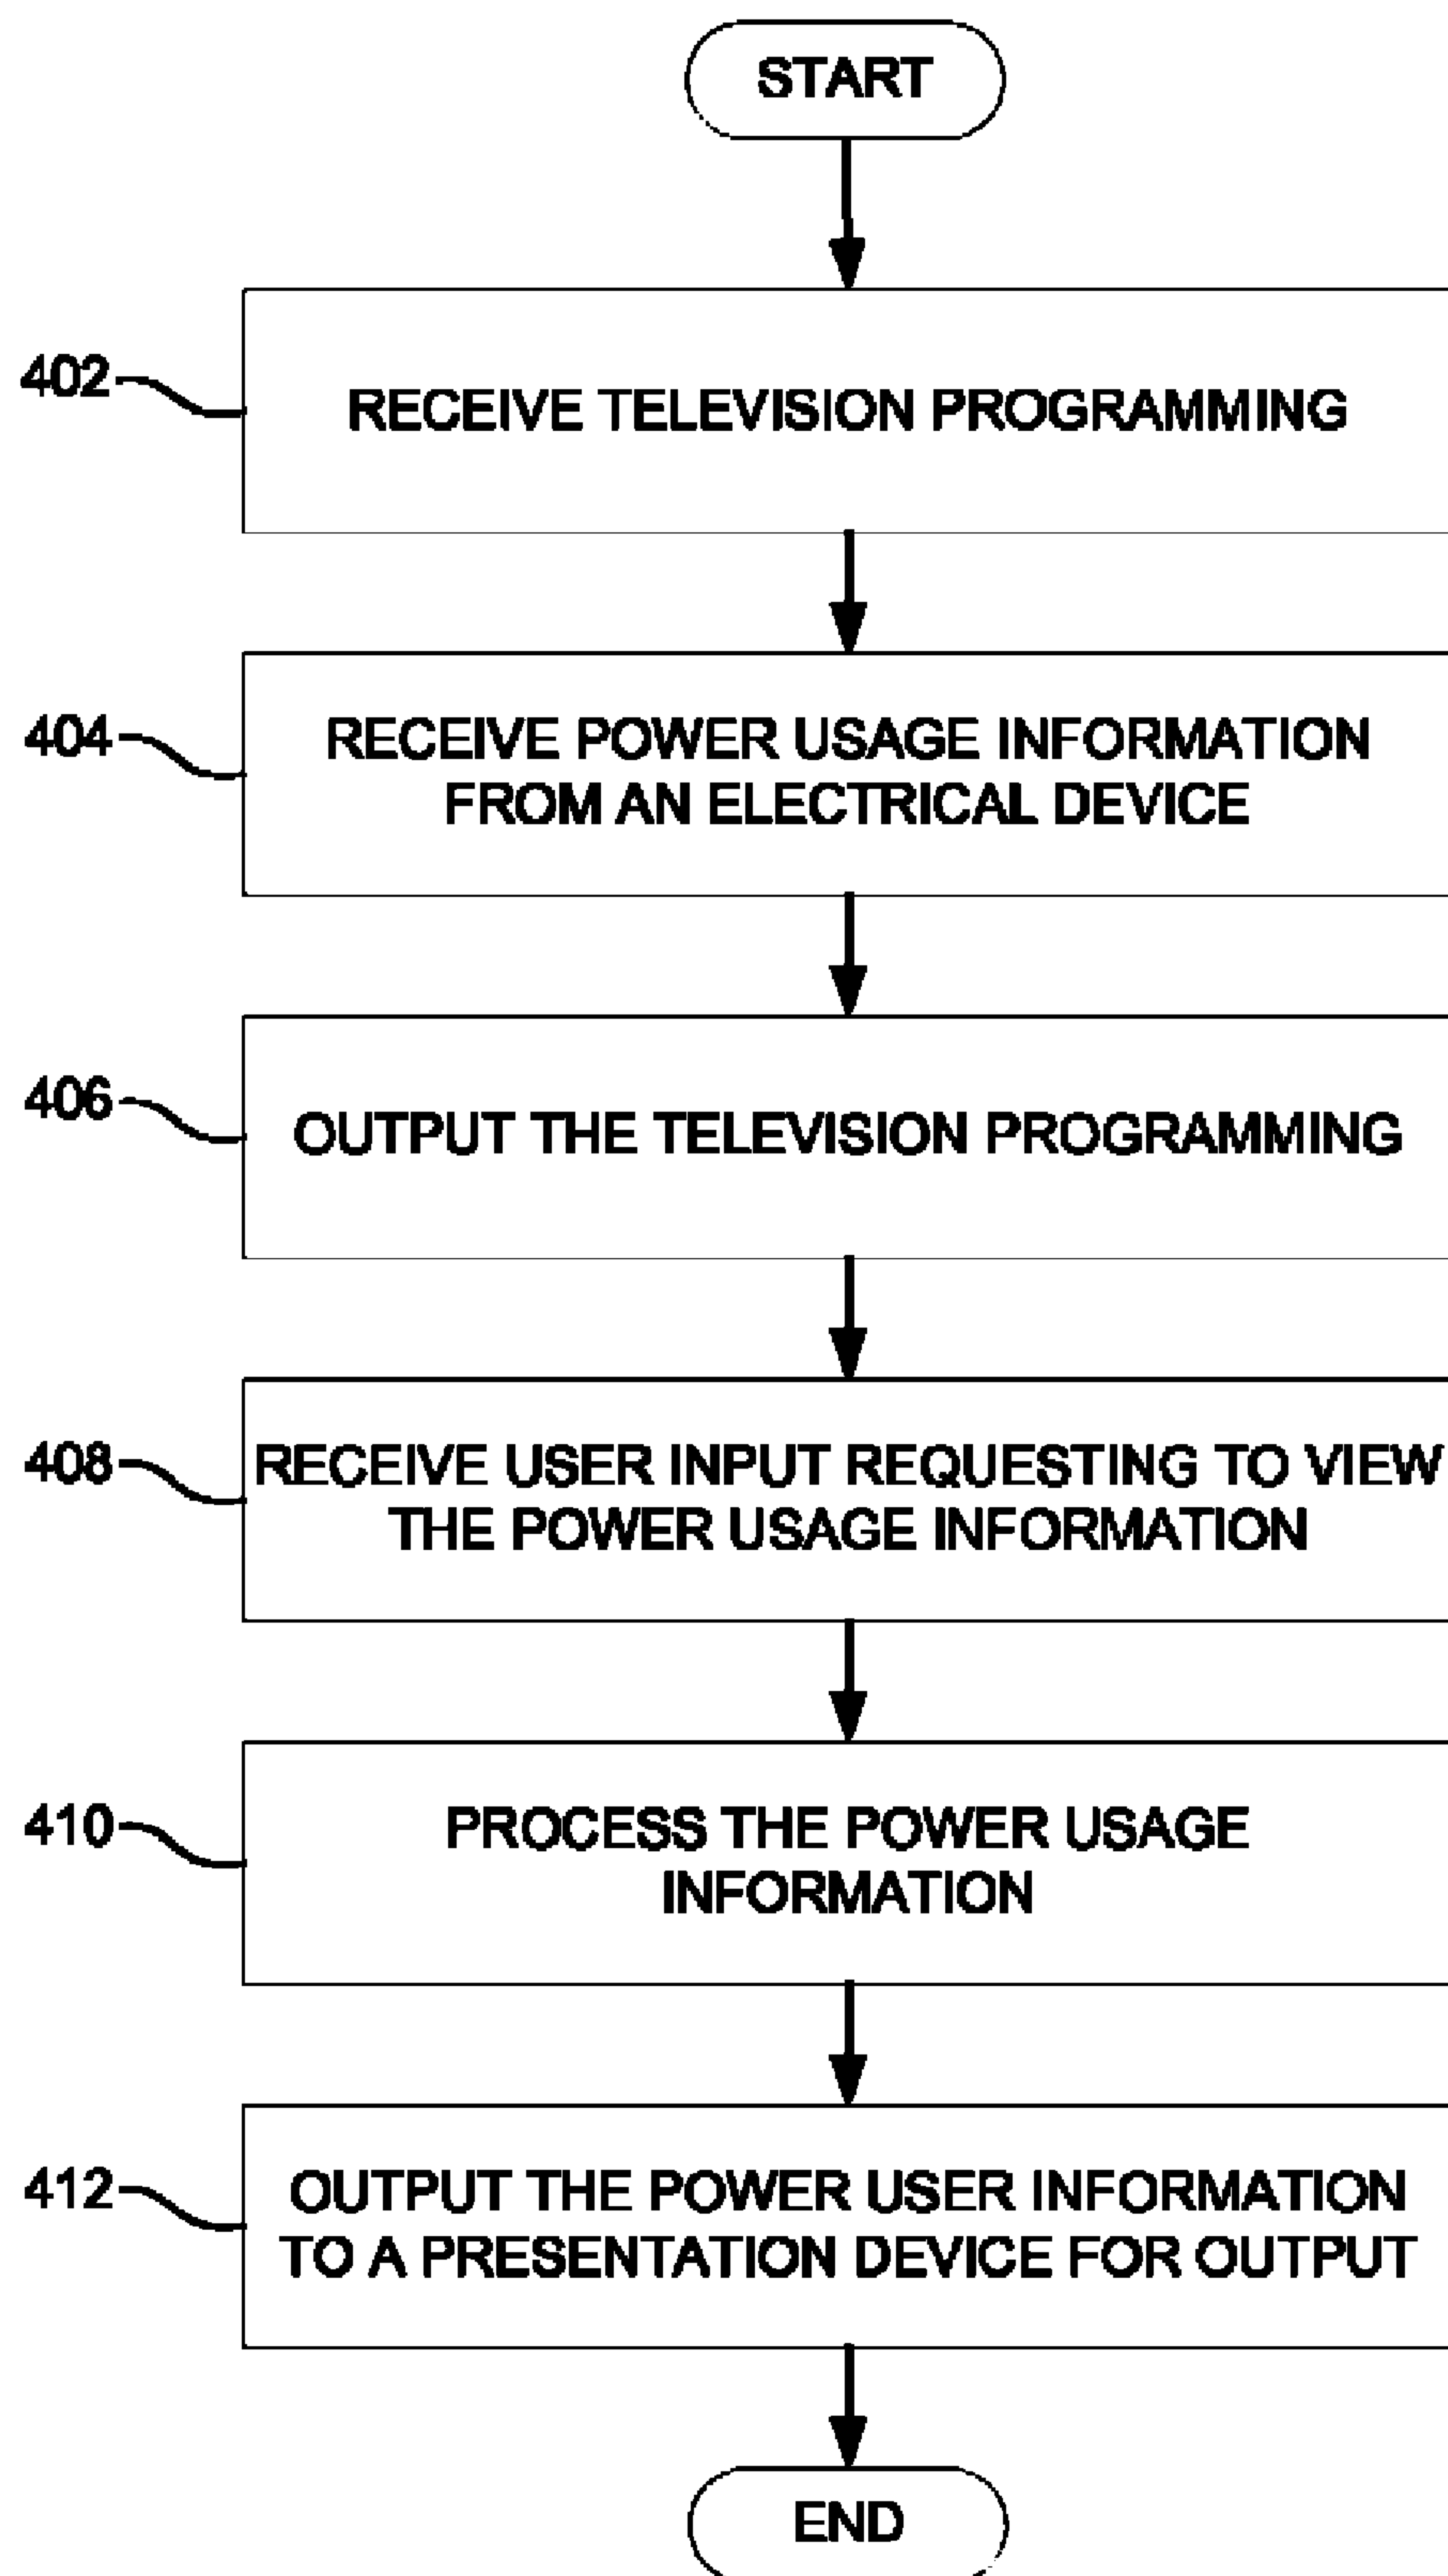 START
402
RECEIVE TELEVISION PROGRAMMING
404
RECEIVE POWER USAGE INFORMATION
FROM AN ELECTRICAL DEVICE
406
OUTPUT THE TELEVISION PROGRAMMING
408
RECEIVE USER INPUT REQUESTING TO VIEW
THE POWER USAGE INFORMATION
410
PROCESS THE POWER USAGE
INFORMATION
412
OUTPUT THE POWER USER INFORMATION
TO A PRESENTATION DEVICE FOR OUTPUT
END